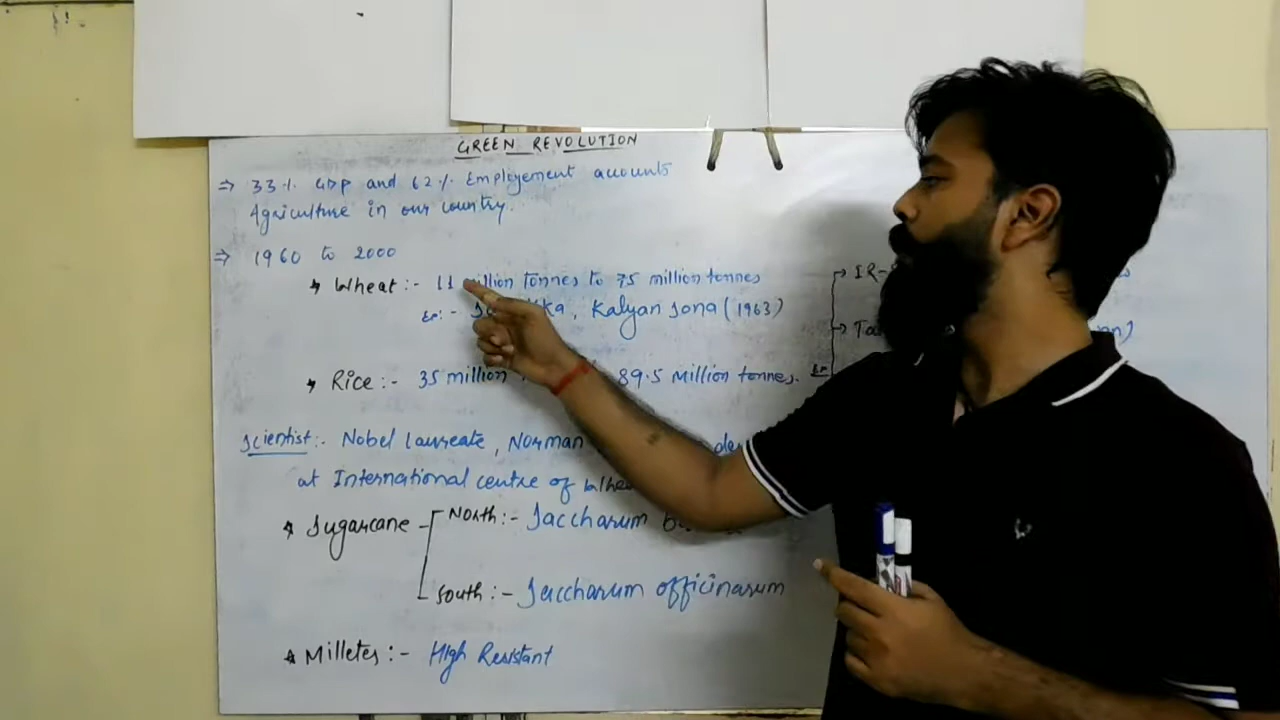 GREEN REVOLUTION
⇒ 33% GDP and 62% Employement accounts
Agriculture in our country.
⇒ 1960 to 2000
Wheat :- 11 million tonnes to 75 million tonnes
Ex:- Kalyan Sona (1963)
Rice :- 35 million 89.5 Million tonnes.
Ex
IR-
Scientist:- Nobel laureate, Norman
at International centre of
Sugarcane North :- Saccharum
South :- Saccharum officinarum
Milletes :- High Resistant